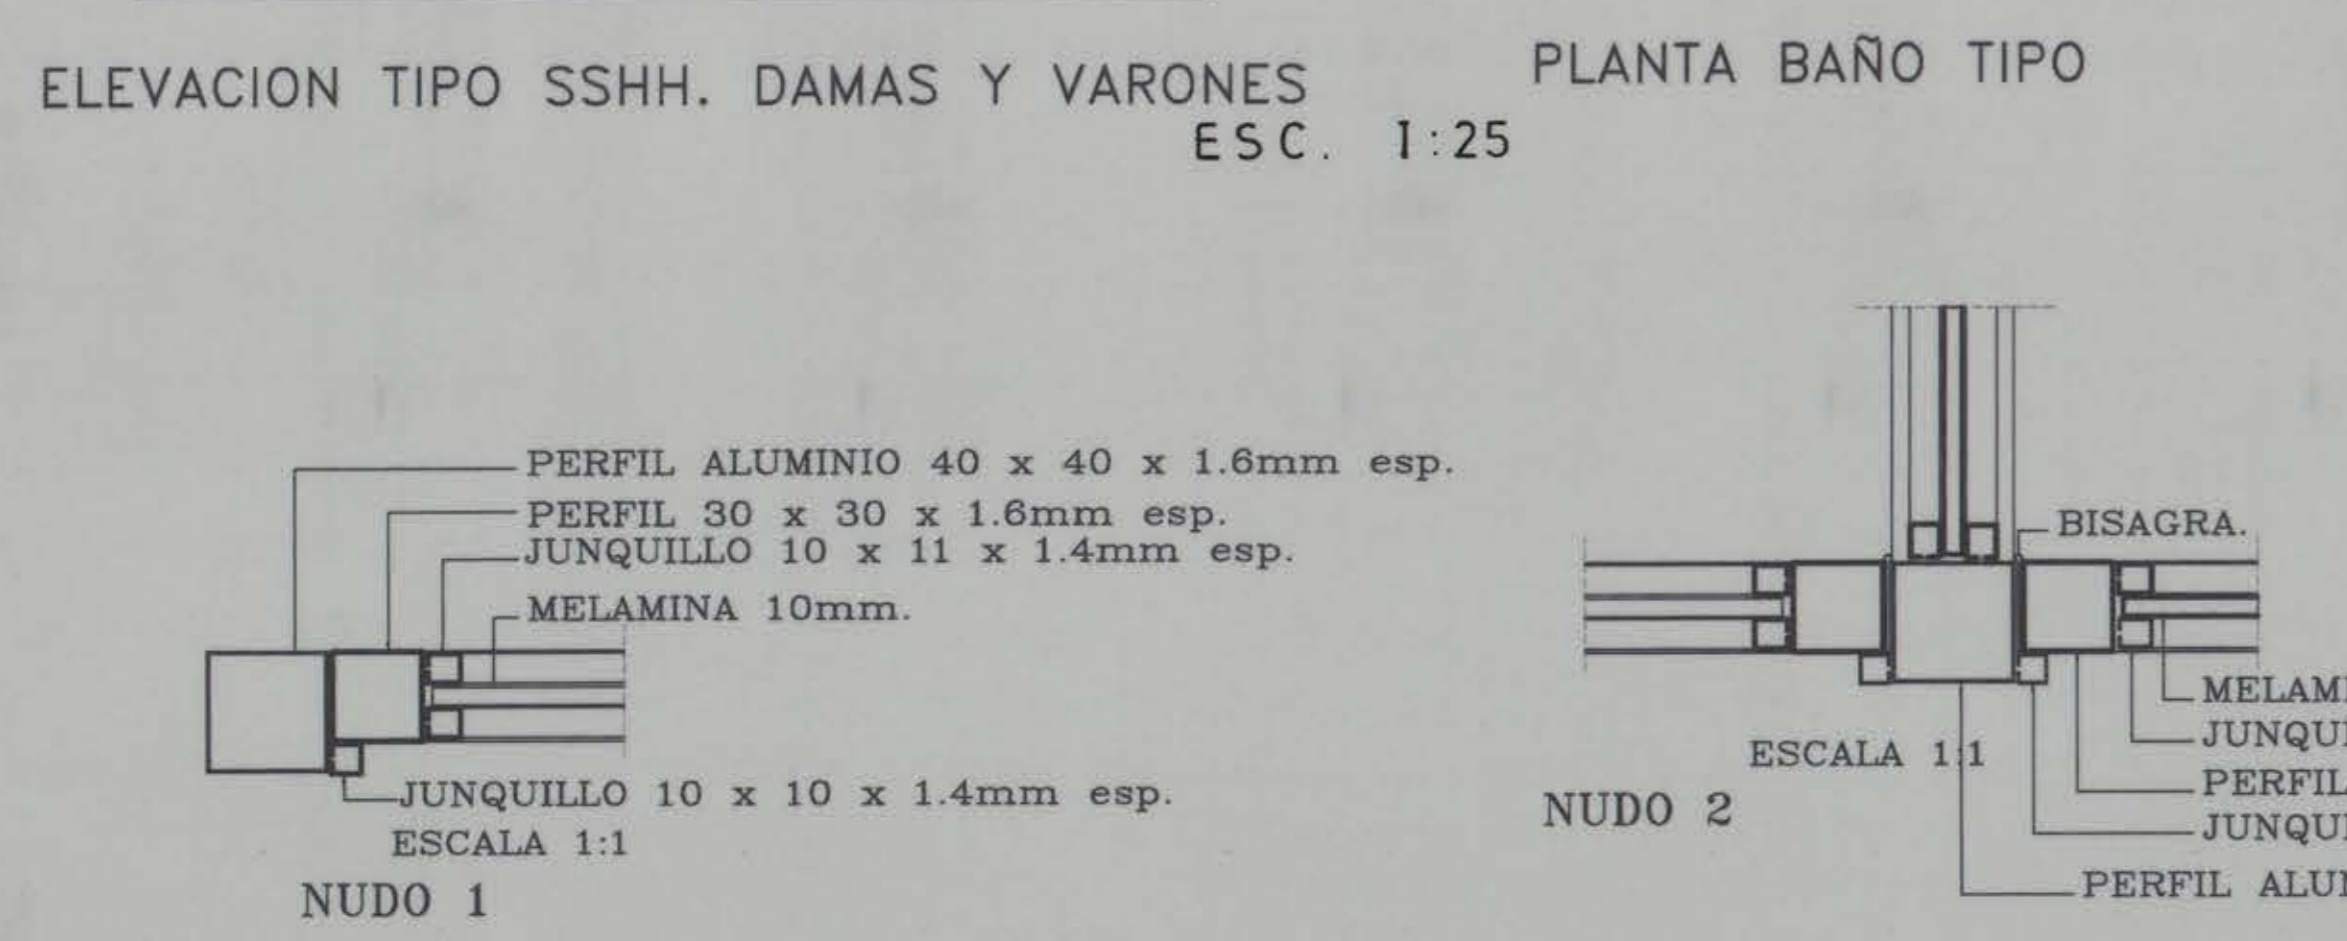 ELEVACION TIPO SSHH. DAMAS Y VARONES
PLANTA BAÑO TIPO
ESC. 1:25
PERFIL ALUMINIO 40 x 40 x 1.6mm esp.
PERFIL 30 x 30 x 1.6mm esp.
JUNQUILLO 10 x 11 x 1.4mm esp.
MELAMINA 10mm.
JUNQUILLO 10 x 10 x 1.4mm esp.
ESCALA 1:1
NUDO 1
BISAGRA.
ESCALA 1:1
NUDO 2
PERFIL